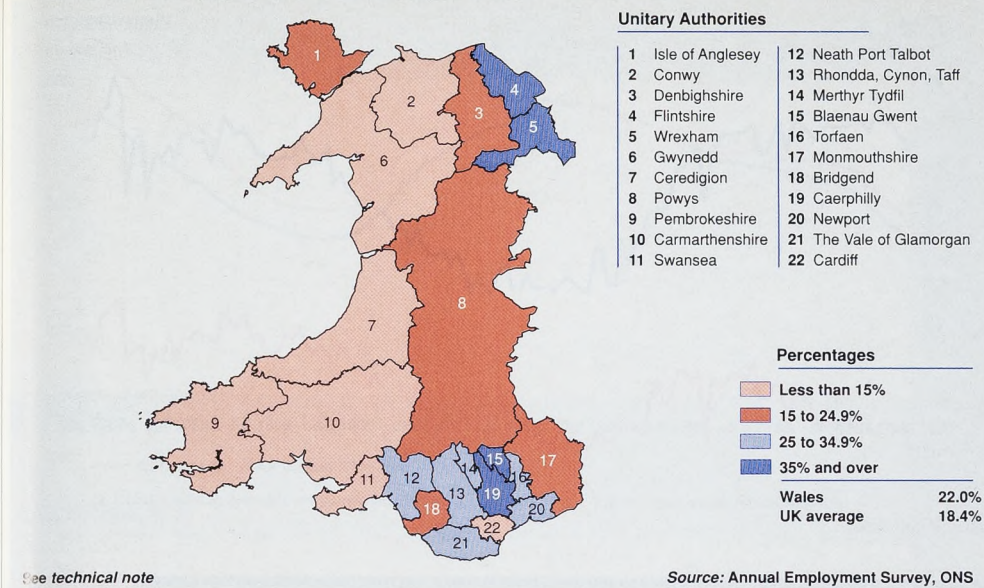 Unitary Authorities
1 Isle of Anglesey
2 Conwy
3 Denbighshire
4 Flintshire
5 Wrexham
6 Gwynedd
7 Ceredigion
8 Powys
9 Pembrokeshire
10 Carmarthenshire
11 Swansea
12 Neath Port Talbot
13 Rhondda, Cynon, Taff
14 Merthyr Tydfil
15 Blaenau Gwent
16 Torfaen
17 Monmouthshire
18 Bridgend
19 Caerphilly
20 Newport
21 The Vale of Glamorgan
22 Cardiff
1
2
3
4
5
6
7
8
9
10
11
12
13
14
15
16
17
18
19
20
21
22
Percentages
Less than 15%
15 to 24.9%
25 to 34.9%
35% and over
Wales 22.0%
UK average 18.4%
See technical note
Source: Annual Employment Survey, ONS